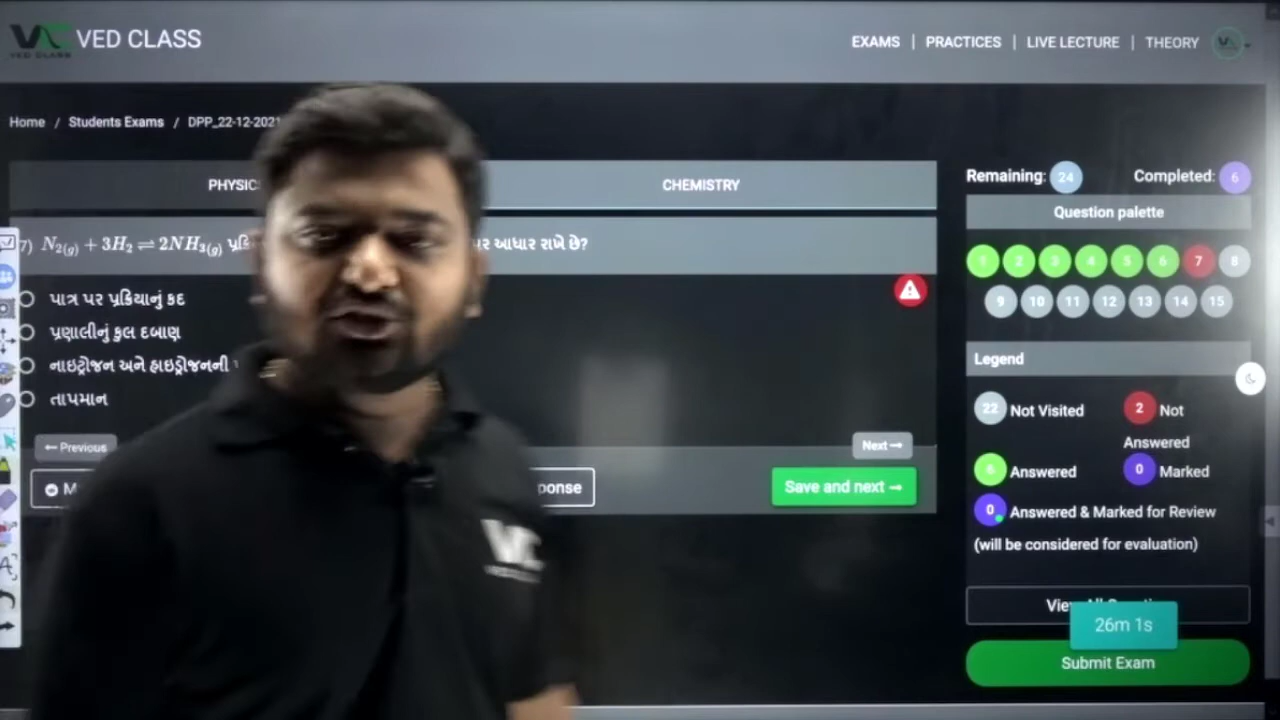 VED CLASS
VED CLASS
EXAMS | PRACTICES | LIVE LECTURE | THEORY
Home / Students Exams / DPP_22-12-2021
PHYSIC
CHEMISTRY
Remaining: 24 Completed: 6
Question palette
7) N2(g) + 3H2 ⇌ 2NH3(g) પર આધાર રાખે છે?
1 2 3 4 5 6 7 8
9 10 11 12 13 14 15
પાત્ર પર પ્રક્રિયાનું કદ
પ્રણાલીનું કુલ દબાણ
નાઇટ્રોજન અને હાઇડ્રોજનની
તાપમાન
Legend
22 Not Visited
2 Not Answered
6 Answered
0 Marked
0 Answered & Marked for Review
(will be considered for evaluation)
← Previous
Next →
M
ponse
Save and next →
26m 1s
Submit Exam